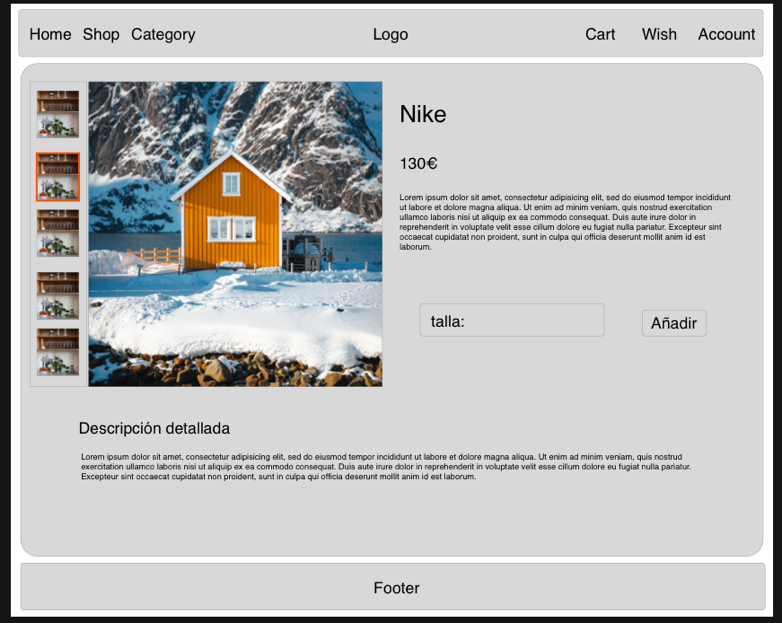 Home Shop Category Logo Cart Wish Account
Nike
130€
Lorem ipsum dolor sit amet, consectetur adipisicing elit, sed do eiusmod tempor incididunt
ut labore et dolore magna aliqua. Ut enim ad minim veniam, quis nostrud exercitation
ullamco laboris nisi ut aliquip ex ea commodo consequat. Duis aute irure dolor in
reprehenderit in voluptate velit esse cillum dolore eu fugiat nulla pariatur. Excepteur sint
occaecat cupidatat non proident, sunt in culpa qui officia deserunt mollit anim id est
laborum.
talla: Añadir
Descripción detallada
Lorem ipsum dolor sit amet, consectetur adipisicing elit, sed do eiusmod tempor incididunt ut labore et dolore magna aliqua. Ut enim ad minim veniam, quis nostrud
exercitation ullamco laboris nisi ut aliquip ex ea commodo consequat. Duis aute irure dolor in reprehenderit in voluptate velit esse cillum dolore eu fugiat nulla pariatur.
Excepteur sint occaecat cupidatat non proident, sunt in culpa qui officia deserunt mollit anim id est laborum.
Footer